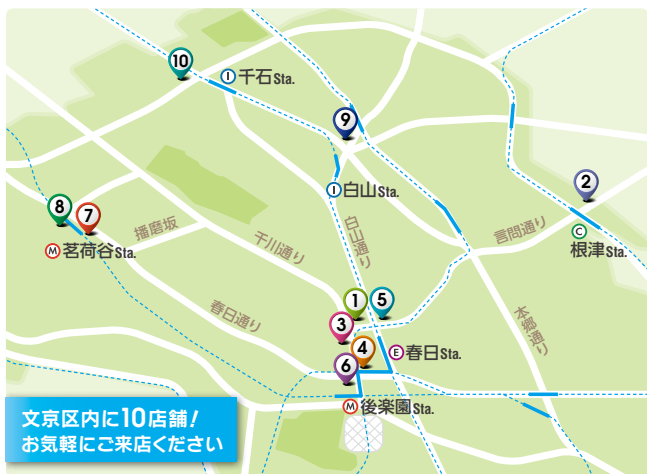 10
I 千石Sta.
9
I 白山Sta.
2
8
7
播磨坂
白山通り
言問通り
C
根津Sta.
M 茗荷谷Sta.
千川通り
春日通り
1
5
3
本郷通り
4
E 春日Sta.
6
M 後楽園Sta.
文京区内に10店舗!
お気軽にご来店ください